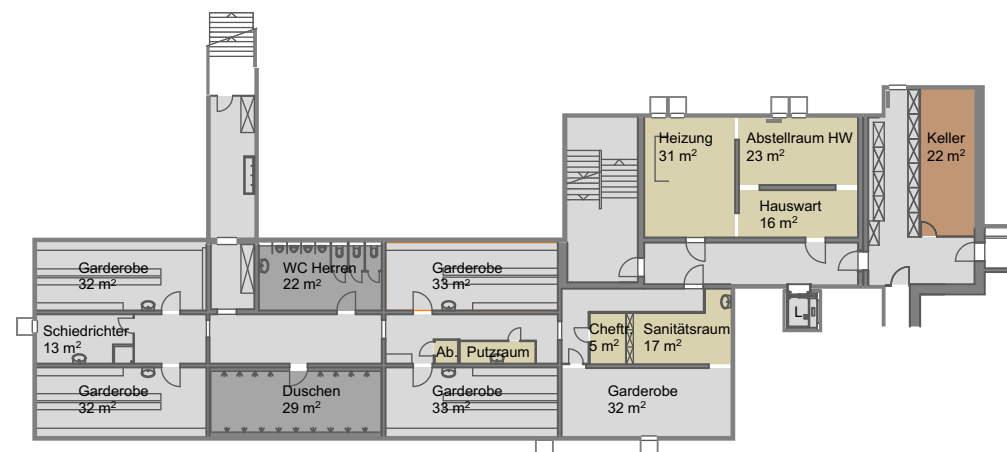 Heizung
31 m²
Abstellraum HW
23 m²
Keller
22 m²
Hauswart
16 m²
Garderobe
32 m²
WC Herren
22 m²
Garderobe
33 m²
L
Schiedrichter
13 m²
Ab.
Putzraum
Cheftr.
5 m²
Sanitätsraum
17 m²
Garderobe
32 m²
Duschen
29 m²
Garderobe
33 m²
Garderobe
32 m²